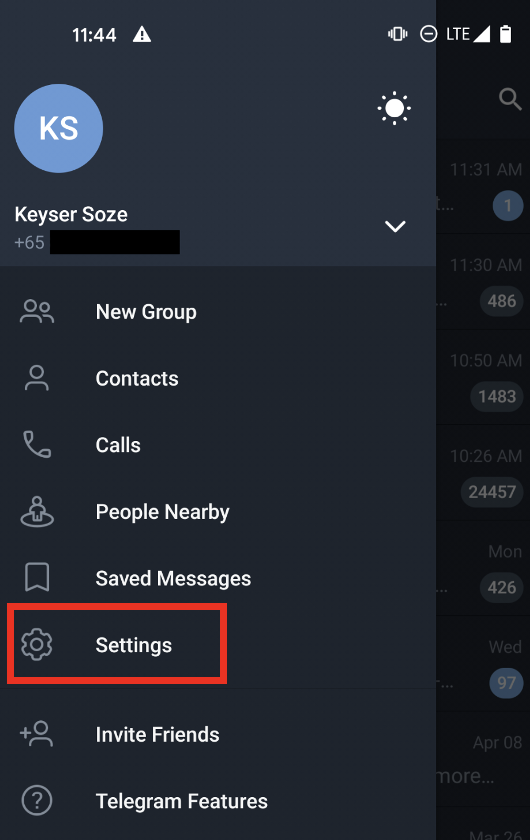 11:44
LTE
KS
Keyser Soze
+65
New Group
Contacts
Calls
People Nearby
Saved Messages
Settings
Invite Friends
Telegram Features
11:31 AM
t...
1
11:30 AM
...
486
10:50 AM
1483
10:26 AM
24457
Mon
...
426
Wed
-...
97
Apr 08
more...
Mar 26